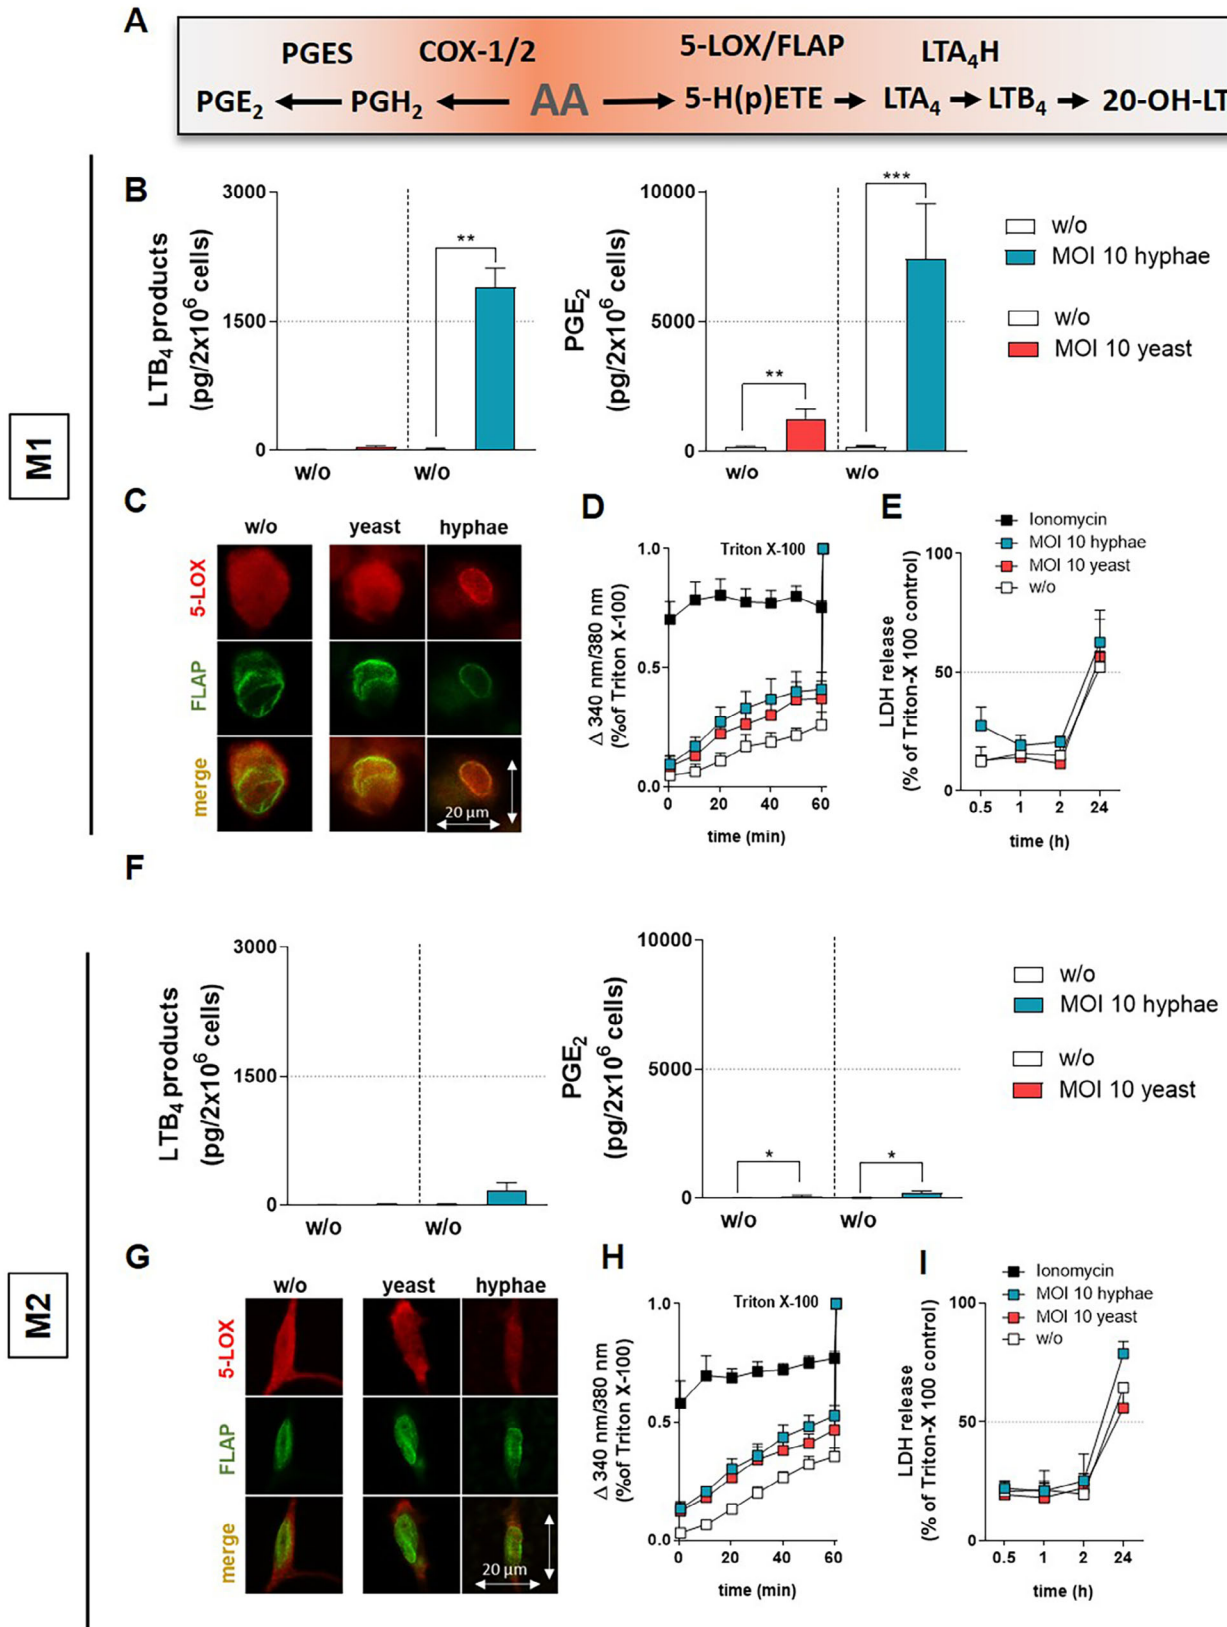 A
PGES COX-1/2 5-LOX/FLAP LTA4H
PGE2 PGH2 AA 5-H(p)ETE LTA4 LTB4 20-OH-LT
M1
B
LTB4 products
(pg/2x10^6 cells)
3000
1500
0
**
w/o w/o
PGE2
(pg/2x10^6 cells)
10000
5000
0
**
***
w/o w/o
w/o
MOI 10 hyphae
w/o
MOI 10 yeast
C
w/o yeast hyphae
5-LOX
FLAP
merge
20 µm
D
Δ 340 nm/380 nm
(%of Triton X-100)
1.0
0.5
0.0
Triton X-100
0 20 40 60
time (min)
E
Ionomycin
MOI 10 hyphae
MOI 10 yeast
w/o
LDH release
(% of Triton-X 100 control)
100
50
0
0.5 1 2 24
time (h)
M2
F
LTB4 products
(pg/2x10^6 cells)
3000
1500
0
w/o w/o
PGE2
(pg/2x10^6 cells)
10000
5000
0
*
*
w/o w/o
w/o
MOI 10 hyphae
w/o
MOI 10 yeast
G
w/o yeast hyphae
5-LOX
FLAP
merge
20 µm
H
Δ 340 nm/380 nm
(%of Triton X-100)
1.0
0.5
0.0
Triton X-100
0 20 40 60
time (min)
I
Ionomycin
MOI 10 hyphae
MOI 10 yeast
w/o
LDH release
(% of Triton-X 100 control)
100
50
0
0.5 1 2 24
time (h)